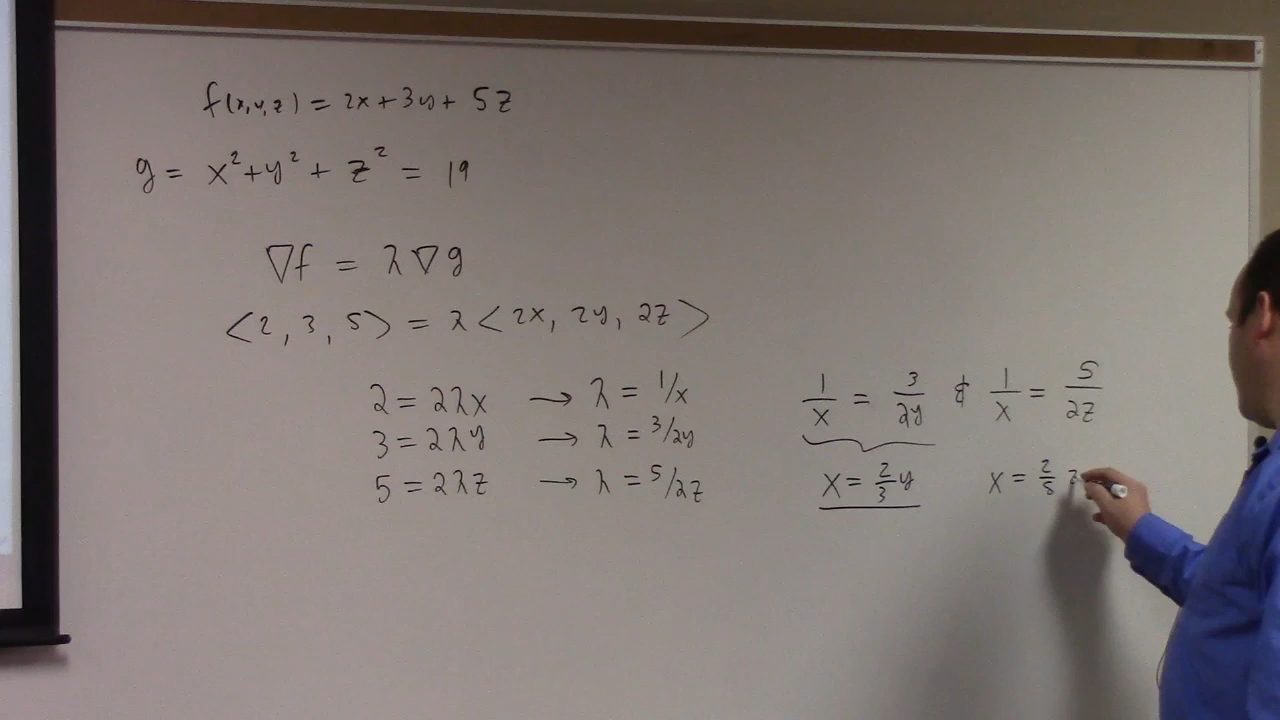 f(x,y,z) = 2x+3y+ 5z
g = x²+y²+ z² = 19
∇f = λ∇g
<2, 3, 5> = λ<2x, 2y, 2z>
2 = 2λx → λ = 1/x
3 = 2λy → λ = 3/2y
5 = 2λz → λ = 5/2z
1/x = 3/2y & 1/x = 5/2z
x = 2/3 y x = 2/5 z